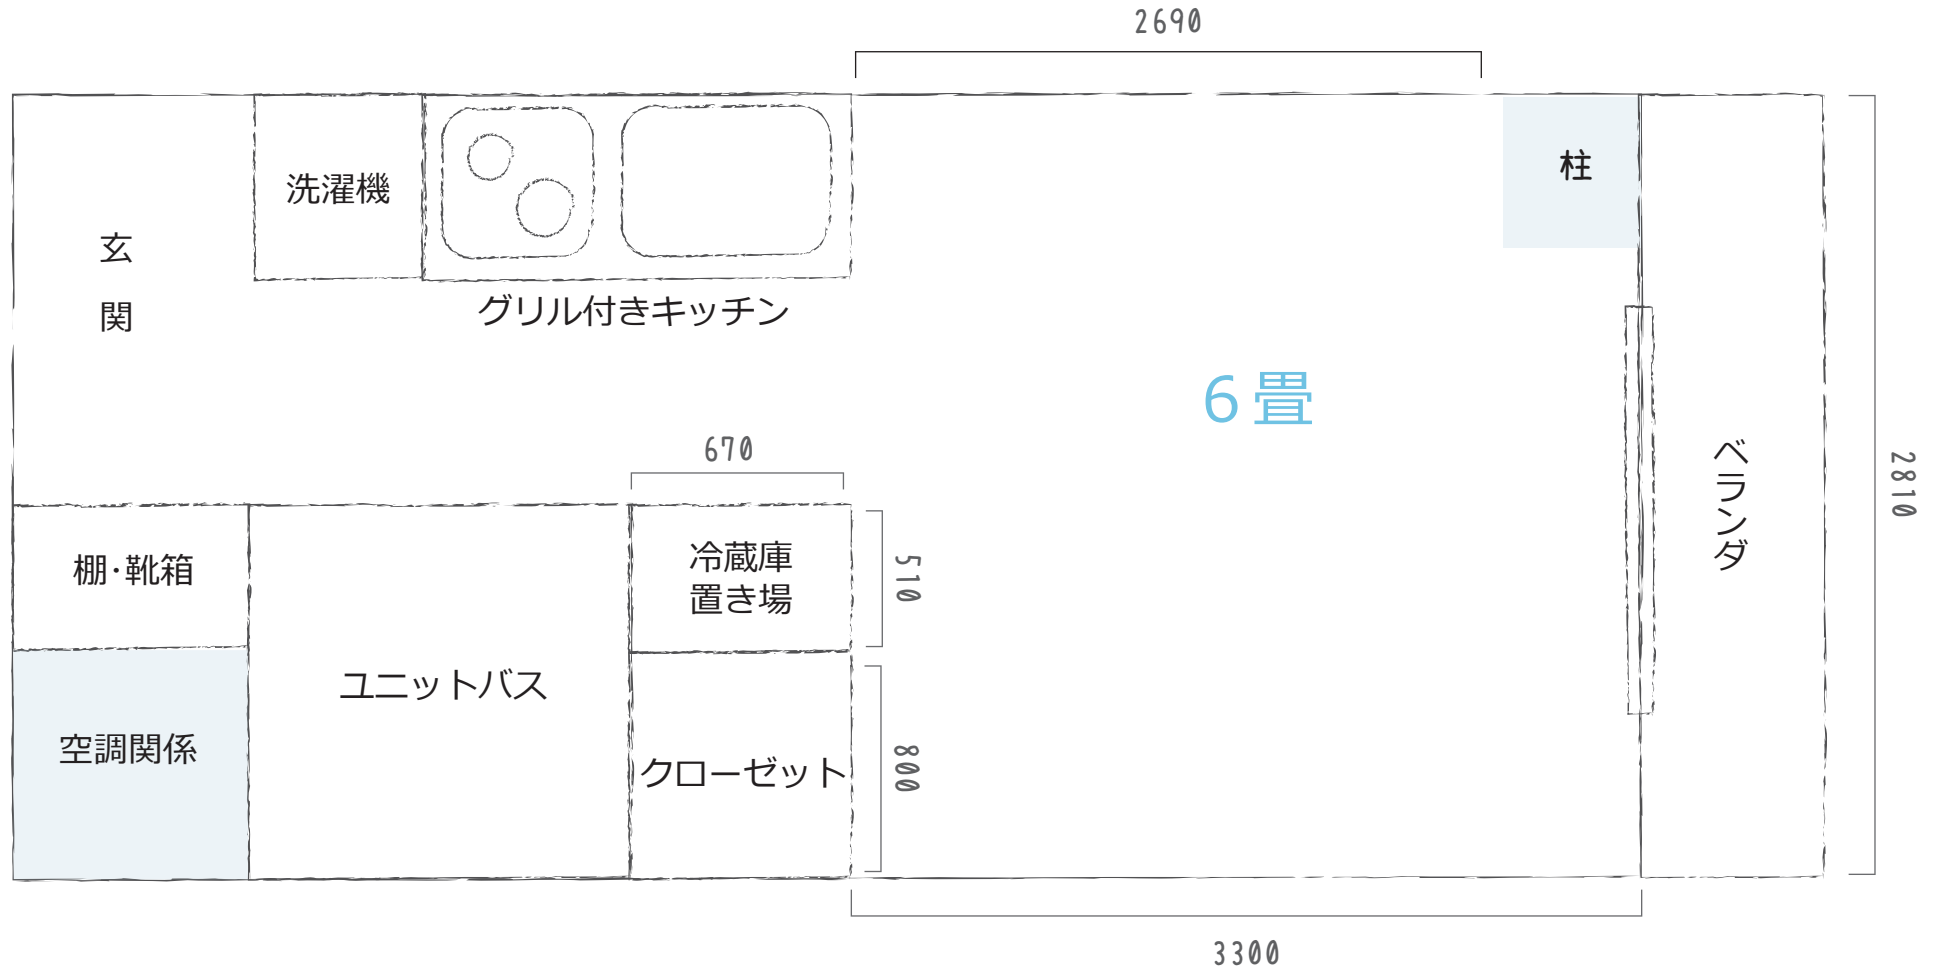 2690
洗濯機
柱
玄
関
グリル付きキッチン
6畳
670
ベランダ
2810
棚･靴箱
冷蔵庫
置き場
510
ユニットバス
空調関係
クローゼット
800
3300